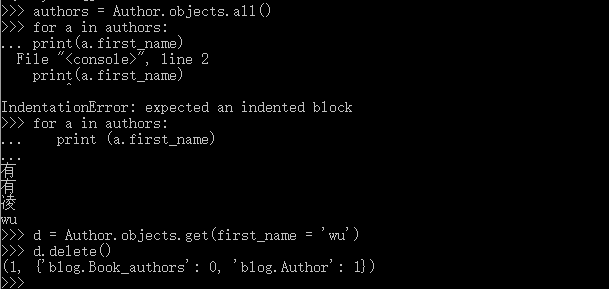 >>> authors = Author.objects.all()
>>> for a in authors:
... print(a.first_name)
  File "<console>", line 2
    print(a.first_name)
        ^
IndentationError: expected an indented block
>>> for a in authors:
...    print (a.first_name)
...
有
有
凌
wu
>>> d = Author.objects.get(first_name = 'wu')
>>> d.delete()
(1, {'blog.Book_authors': 0, 'blog.Author': 1})
>>>